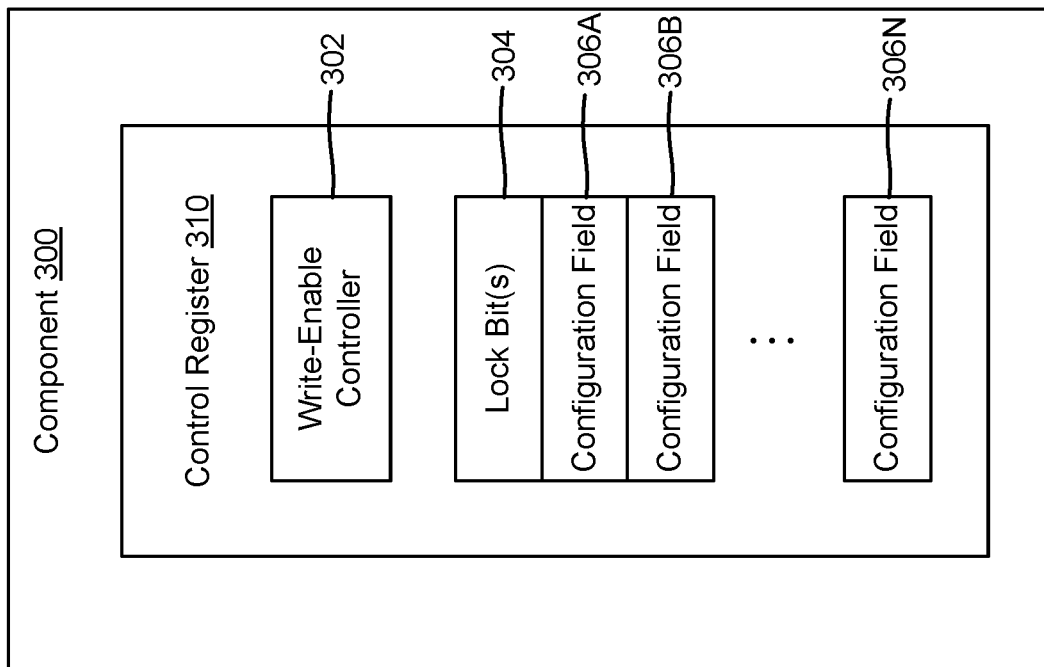 Component 300
Control Register 310
Write-Enable
Controller
302
Lock Bit(s)
304
Configuration Field
306A
Configuration Field
306B
...
Configuration Field
306N